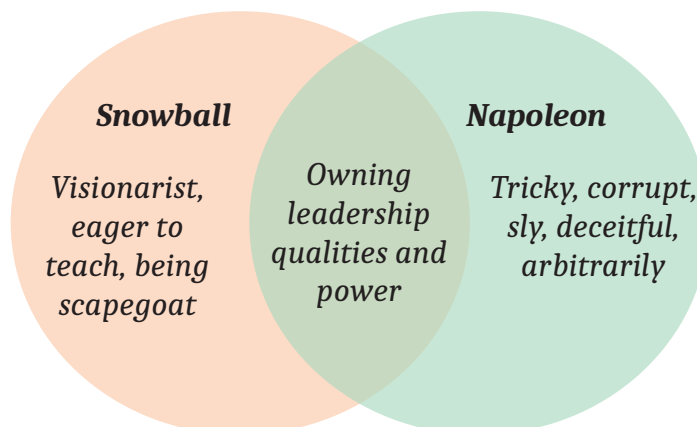 Snowball
Visionarist,
eager to
teach, being
scapegoat
Owning
leadership
qualities and
power
Napoleon
Tricky, corrupt,
sly, deceitful,
arbitrarily